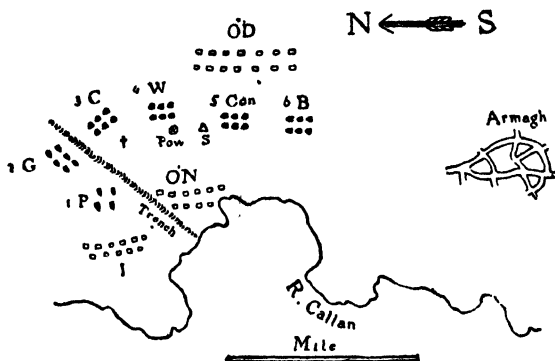 O'D
N S
3 C
4 W
5 Con
6 B
Armagh
† Pow S
2 G
O'N
1 P
Trench
I
R. Callan
Mile